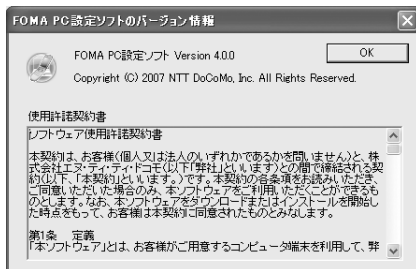 FOMA PC設定ソフトのバージョン情報
FOMA PC設定ソフト Version 4.0.0
OK
Copyright (C) 2007 NTT DoCoMo, Inc. All Rights Reserved.
使用許諾契約書
ソフトウェア使用許諾契約書
本契約は、お客様(個人又は法人のいずれかであるかを問いません)と、株
式会社エヌ・ティ・ティ・ドコモ(以下「弊社」といいます)との間で締結される契
約(以下、「本契約」といいます。)です。本契約の各条項をお読みいただき、
ご同意いただいた場合のみ、本ソフトウェアをご利用いただくことができるも
のとします。なお、本ソフトウェアをダウンロードまたはインストールを開始し
た時点をもって、お客様は本契約に同意されたものとみなします。
第1条　定義
「本ソフトウェア」とは、お客様がご用意するコンピュータ端末を利用して、弊